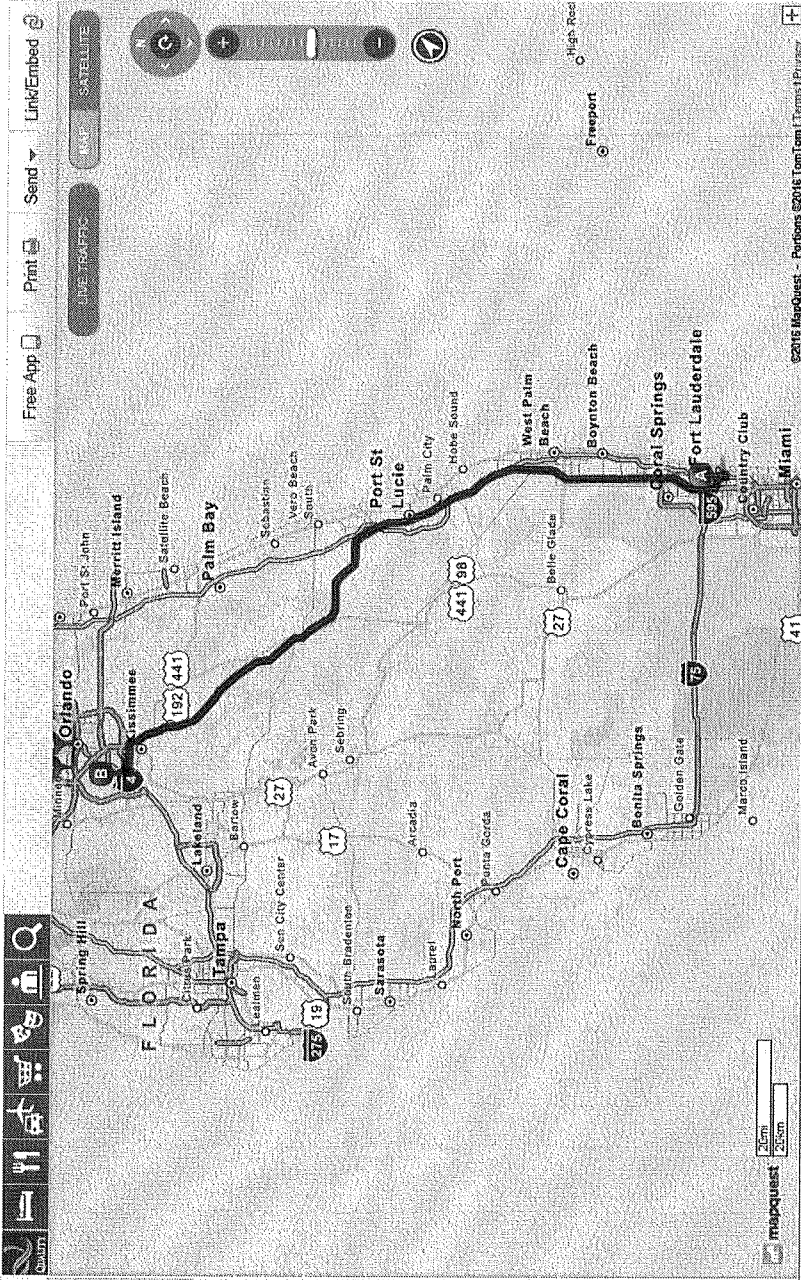 Free App
Print
Send
Link/Embed
LIVE TRAFFIC
MAP
SATELLITE
N
Spring Hill
FLORIDA
Citrus Park
Tampa
Lakeland
Bartow
Sun City Center
275
19
South Bradenton
Sarasota
Laurel
North Port
Punta Gorda
Arcadia
17
27
Avon Park
Sebring
Cape Coral
Cypress Lake
Bonita Springs
Golden Gate
Marco Island
75
Orlando
B
4
Kissimmee
192
441
Port St John
Merritt Island
Satellite Beach
Palm Bay
Sebastian
Vero Beach
South
Port St
Lucie
Palm City
Hobe Sound
441
98
Belle Glade
27
West Palm
Beach
Boynton Beach
Coral Springs
Fort Lauderdale
A
595
Country Club
Miami
41
Freeport
20mi
20km
mapquest
©2016 MapQuest - Portions ©2016 TomTom | Terms | Privacy